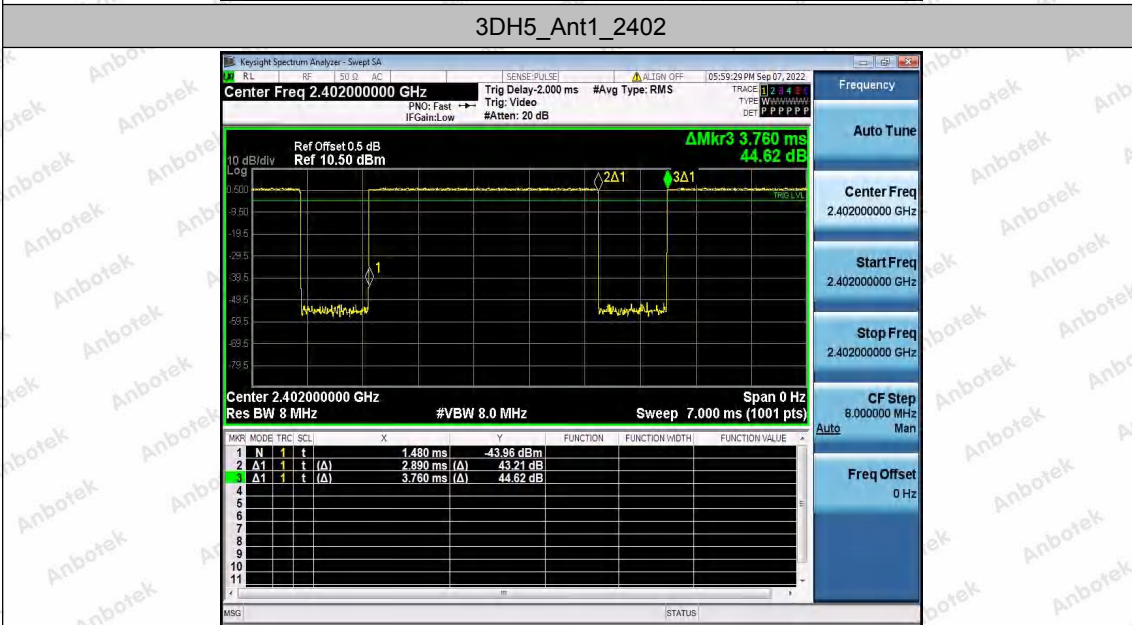 3DH5_Ant1_2402
Keysight Spectrum Analyzer - Swept SA
RL RF 50 Ω AC SENSE:PULSE ALIGN OFF 05:59:29 PM Sep 07, 2022
Center Freq 2.402000000 GHz
PNO: Fast
IFGain:Low
Trig Delay-2.000 ms
Trig: Video
#Atten: 20 dB
#Avg Type: RMS
TRACE 1 2 3 4 5 6
TYPE WWWWWW
DET P P P P P P
ΔMkr3 3.760 ms
44.62 dB
Ref Offset 0.5 dB
10 dB/div Ref 10.50 dBm
Log
0.500
-9.50
-19.5
-29.5
-39.5
-49.5
-59.5
-69.5
-79.5
2Δ1
3Δ1
TRIG LVL
1
Center 2.402000000 GHz Span 0 Hz
Res BW 8 MHz #VBW 8.0 MHz Sweep 7.000 ms (1001 pts)
MKR MODE TRC SCL X Y FUNCTION FUNCTION WIDTH FUNCTION VALUE
1 N 1 t 1.480 ms -43.96 dBm
2 Δ1 1 t (Δ) 2.890 ms (Δ) 43.21 dB
3 Δ1 1 t (Δ) 3.760 ms (Δ) 44.62 dB
4
5
6
7
8
9
10
11
MSG STATUS
Frequency
Auto Tune
Center Freq
2.402000000 GHz
Start Freq
2.402000000 GHz
Stop Freq
2.402000000 GHz
CF Step
8.000000 MHz
Auto Man
Freq Offset
0 Hz